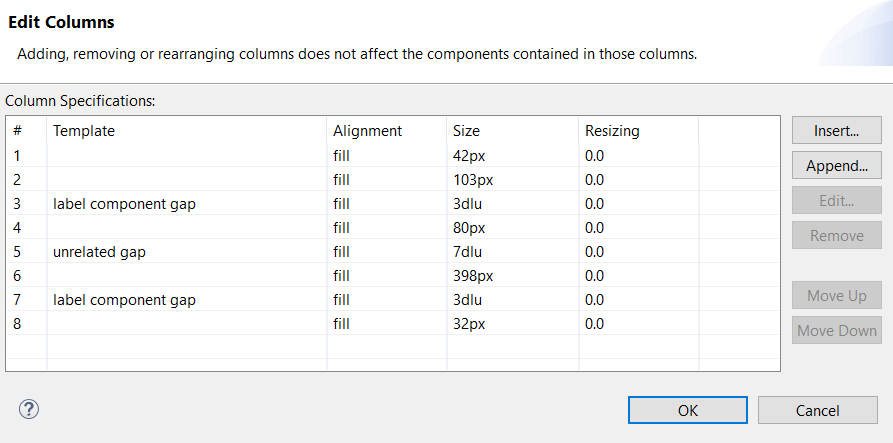 Edit Columns
Adding, removing or rearranging columns does not affect the components contained in those columns.
Column Specifications:
# Template Alignment Size Resizing
1 fill 42px 0.0
2 fill 103px 0.0
3 label component gap fill 3dlu 0.0
4 fill 80px 0.0
5 unrelated gap fill 7dlu 0.0
6 fill 398px 0.0
7 label component gap fill 3dlu 0.0
8 fill 32px 0.0
Insert...
Append...
Edit...
Remove
Move Up
Move Down
? OK Cancel